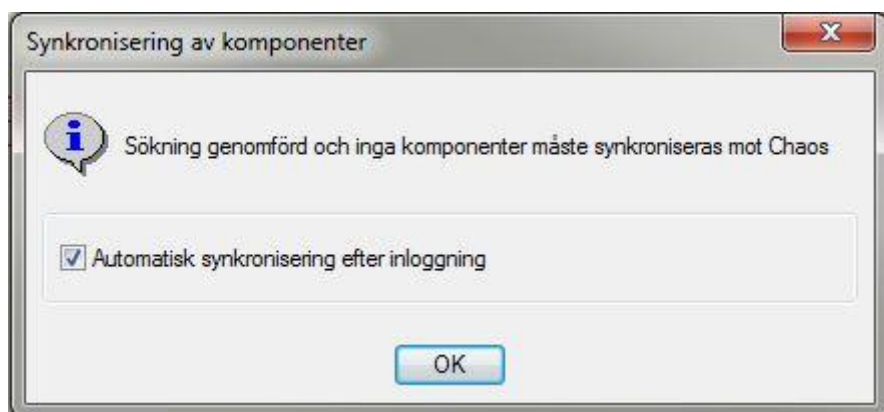 Synkronisering av komponenter
Sökning genomförd och inga komponenter måste synkroniseras mot Chaos
Automatisk synkronisering efter inloggning
OK